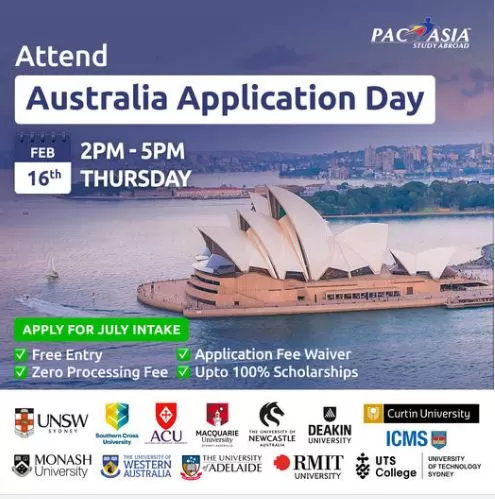 PAC ASIA
STUDY ABROAD
Attend
Australia Application Day
FEB
16th
2PM - 5PM
THURSDAY
APPLY FOR JULY INTAKE
Free Entry
Application Fee Waiver
Zero Processing Fee
Upto 100% Scholarships
UNSW
SYDNEY
Southern Cross
University
ACU
MACQUARIE
University
SYNDEY
THE UNIVERSITY OF
NEWCASTLE
AUSTRALIA
DEAKIN
UNIVERSITY
Curtin University
ICMS
MONASH
University
THE UNIVERSITY OF
WESTERN
AUSTRALIA
THE UNIVERSITY
of ADELAIDE
RMIT
UNIVERSITY
UTS
College
UNIVERSITY
OF TECHNOLOGY
SYDNEY